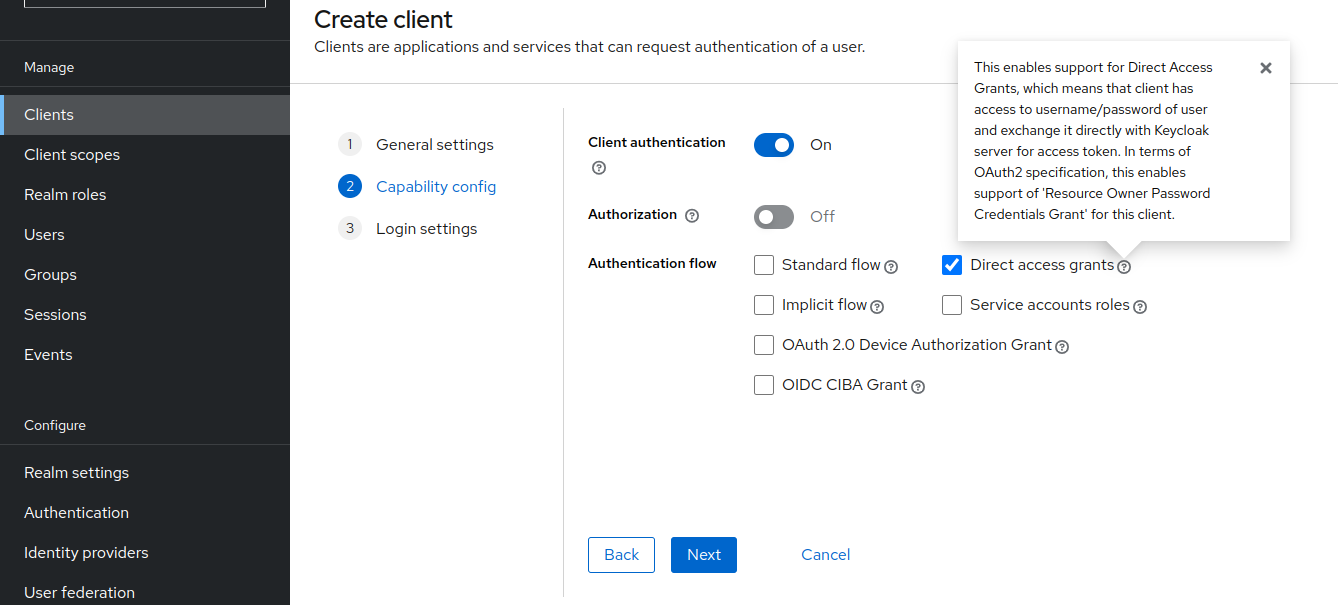 Manage
Clients
Client scopes
Realm roles
Users
Groups
Sessions
Events
Configure
Realm settings
Authentication
Identity providers
User federation
Create client
Clients are applications and services that can request authentication of a user.
1 General settings
2 Capability config
3 Login settings
This enables support for Direct Access
Grants, which means that client has
access to username/password of user
and exchange it directly with Keycloak
server for access token. In terms of
OAuth2 specification, this enables
support of 'Resource Owner Password
Credentials Grant' for this client.
Client authentication On
Authorization Off
Authentication flow
Standard flow Direct access grants
Implicit flow Service accounts roles
OAuth 2.0 Device Authorization Grant
OIDC CIBA Grant
Back Next Cancel